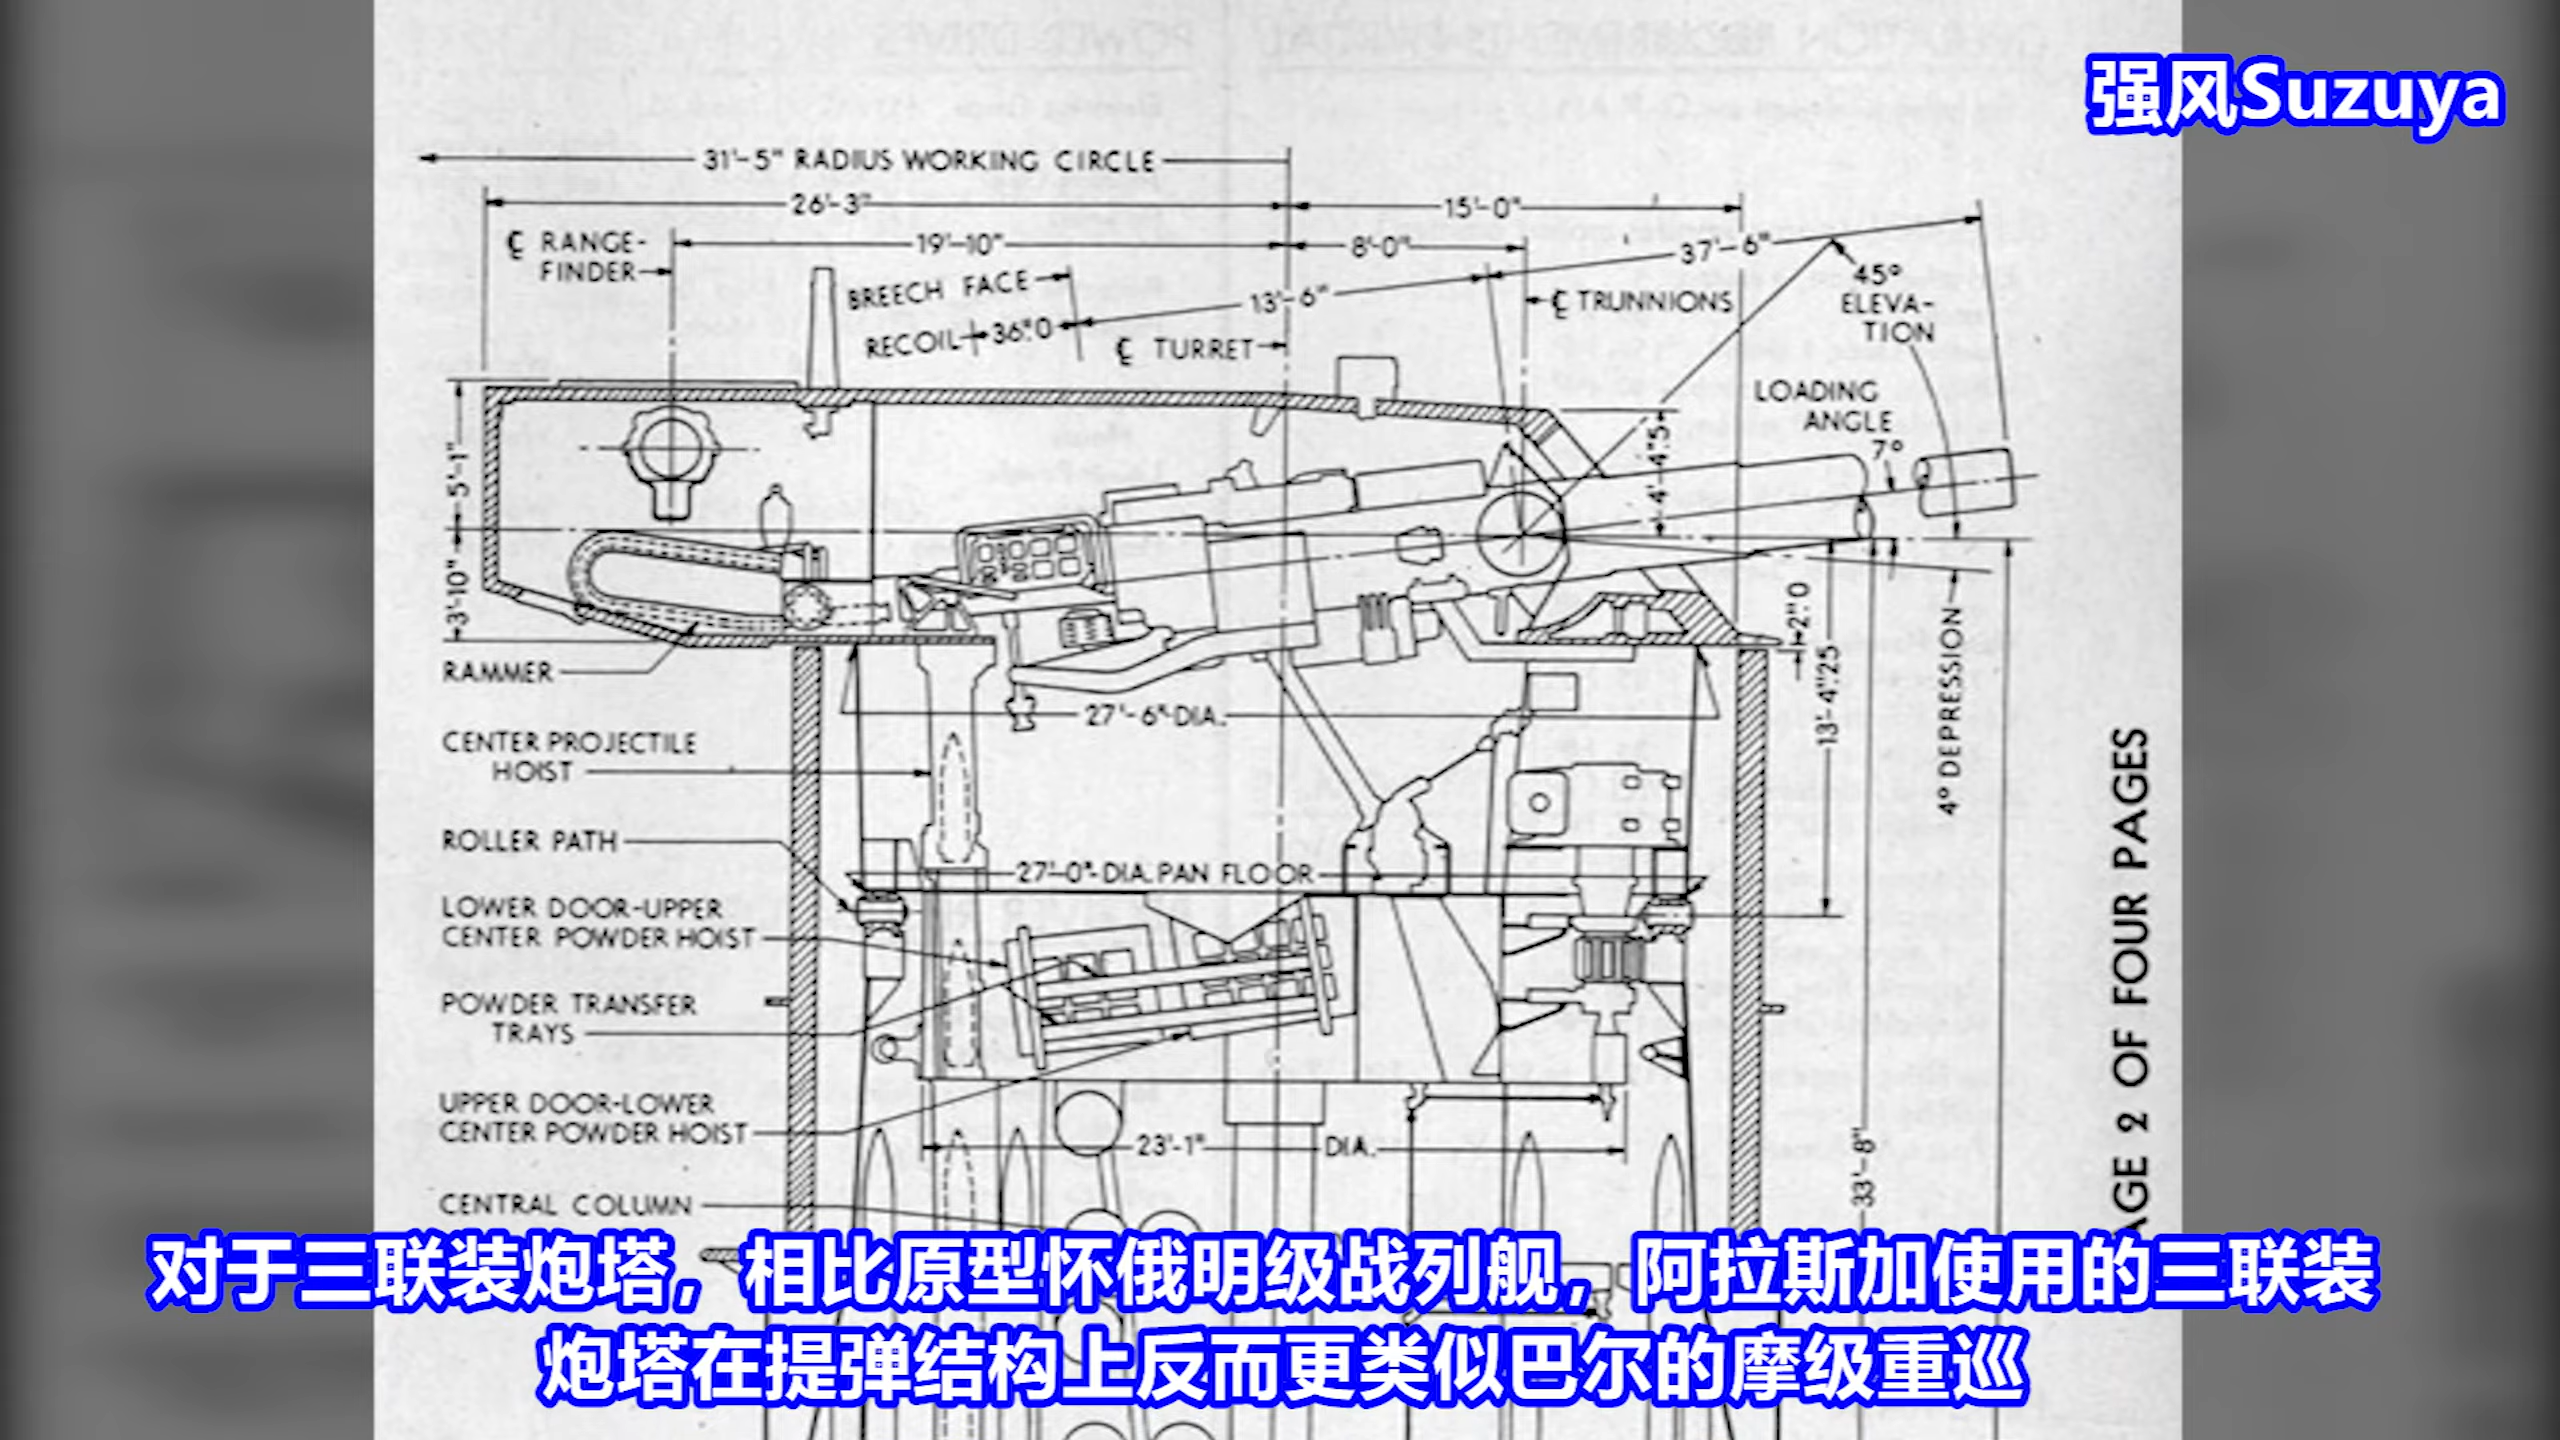 强风Suzuya
31'-5" RADIUS WORKING CIRCLE
26'-3"
15'-0"
℄ RANGE-
FINDER
19'-10"
8'-0"
37'-6"
BREECH FACE
13'-6"
℄ TRUNNIONS
45°
ELEVA-
TION
RECOIL
36".0
℄ TURRET
LOADING
ANGLE
7°
5'-1"
4'-4".5
3'-10"
2".0
RAMMER
27'-6" DIA.
13'-4".25
4° DEPRESSION
CENTER PROJECTILE
HOIST
ROLLER PATH
27'-0" DIA. PAN FLOOR
LOWER DOOR-UPPER
CENTER POWDER HOIST
POWDER TRANSFER
TRAYS
UPPER DOOR-LOWER
CENTER POWDER HOIST
23'-1" DIA.
33'-8"
CENTRAL COLUMN
AGE 2 OF FOUR PAGES
对于三联装炮塔，相比原型怀俄明级战列舰，阿拉斯加使用的三联装
炮塔在提弹结构上反而更类似巴尔的摩级重巡